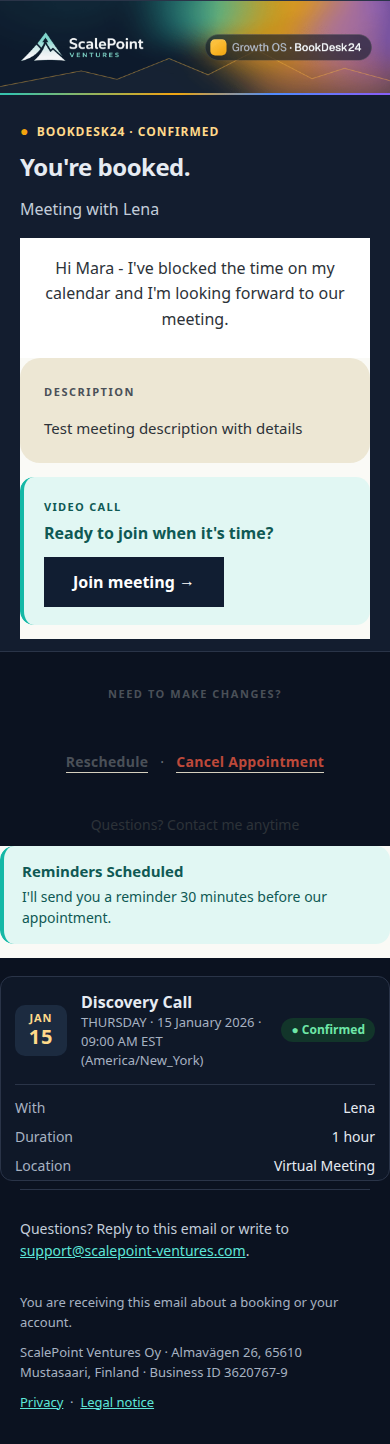 ScalePoint
VENTURES
Growth OS · BookDesk24
BOOKDESK24 · CONFIRMED
You're booked.
Meeting with Lena
Hi Mara - I've blocked the time on my
calendar and I'm looking forward to our
meeting.
DESCRIPTION
Test meeting description with details
VIDEO CALL
Ready to join when it's time?
Join meeting →
NEED TO MAKE CHANGES?
Reschedule · Cancel Appointment
Questions? Contact me anytime
Reminders Scheduled
I'll send you a reminder 30 minutes before our
appointment.
JAN
15
Discovery Call
THURSDAY · 15 January 2026 ·
09:00 AM EST
(America/New_York)
● Confirmed
With Lena
Duration 1 hour
Location Virtual Meeting
Questions? Reply to this email or write to
support@scalepoint-ventures.com.
You are receiving this email about a booking or your
account.
ScalePoint Ventures Oy · Almavägen 26, 65610
Mustasaari, Finland · Business ID 3620767-9
Privacy · Legal notice